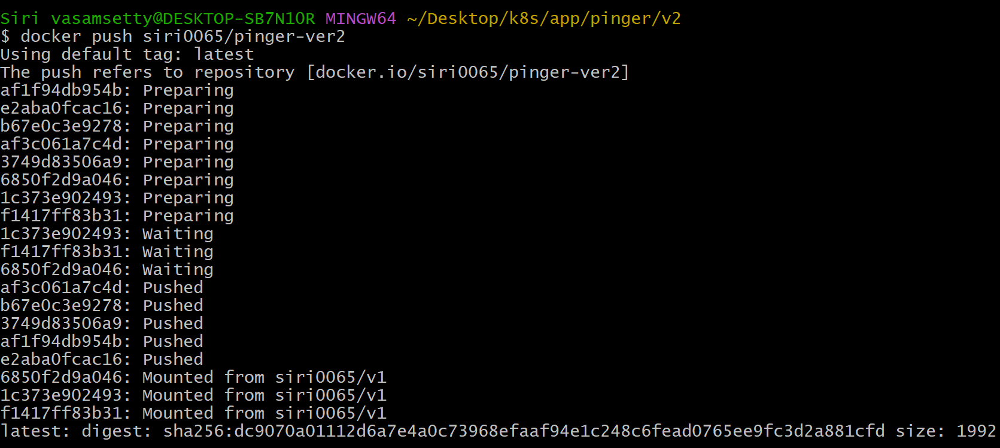 Siri vasamsetty@DESKTOP-SB7N1OR MINGW64 ~/Desktop/k8s/app/pinger/v2
$ docker push siri0065/pinger-ver2
Using default tag: latest
The push refers to repository [docker.io/siri0065/pinger-ver2]
af1f94db954b: Preparing
e2aba0fcac16: Preparing
b67e0c3e9278: Preparing
af3c061a7c4d: Preparing
3749d83506a9: Preparing
6850f2d9a046: Preparing
1c373e902493: Preparing
f1417ff83b31: Preparing
1c373e902493: Waiting
f1417ff83b31: Waiting
6850f2d9a046: Waiting
af3c061a7c4d: Pushed
b67e0c3e9278: Pushed
3749d83506a9: Pushed
af1f94db954b: Pushed
e2aba0fcac16: Pushed
6850f2d9a046: Mounted from siri0065/v1
1c373e902493: Mounted from siri0065/v1
f1417ff83b31: Mounted from siri0065/v1
latest: digest: sha256:dc9070a01112d6a7e4a0c73968efaaf94e1c248c6fead0765ee9fc3d2a881cfd size: 1992